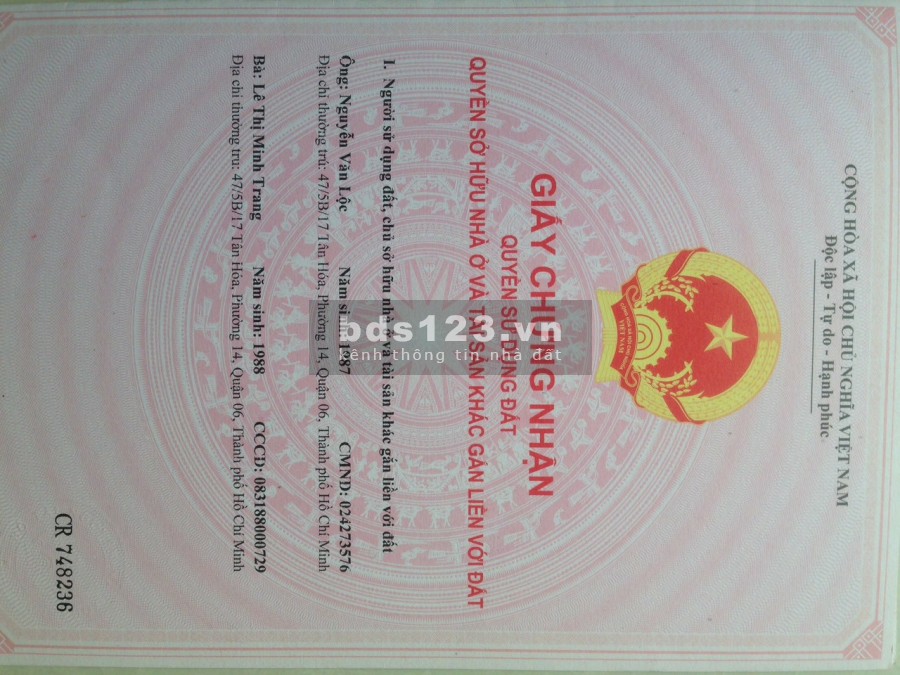 CỘNG HÒA XÃ HỘI CHỦ NGHĨA VIỆT NAM
Độc lập - Tự do - Hạnh phúc
VIỆT NAM
GIẤY CHỨNG NHẬN
QUYỀN SỬ DỤNG ĐẤT
QUYỀN SỞ HỮU NHÀ Ở VÀ TÀI SẢN KHÁC GẮN LIỀN VỚI ĐẤT
I. Người sử dụng đất, chủ sở hữu nhà ở và tài sản khác gắn liền với đất
Ông: Nguyễn Văn Lộc Năm sinh: 1987 CMND: 024273576
Địa chỉ thường trú: 47/5B/17 Tân Hóa, Phường 14, Quận 06, Thành phố Hồ Chí Minh
Bà: Lê Thị Minh Trang Năm sinh: 1988 CCCD: 083188000729
Địa chỉ thường trú: 47/5B/17 Tân Hóa, Phường 14, Quận 06, Thành phố Hồ Chí Minh
CR 748236
bds123.vn
kênh thông tin nhà đất